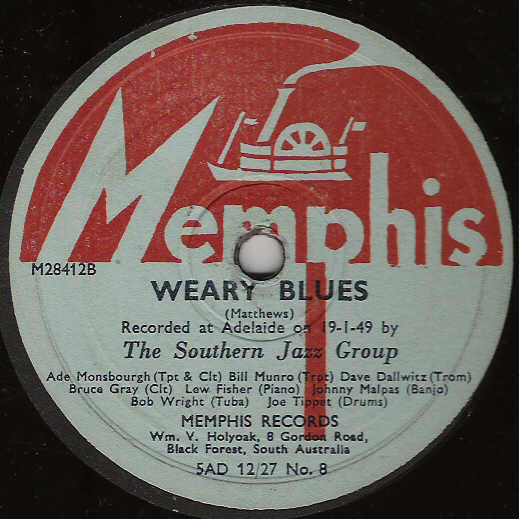 Memphis
M28412B
WEARY BLUES
(Matthews)
Recorded at Adelaide on 19-1-49 by
The Southern Jazz Group
Ade Monsbourgh (Tpt & Clt) Bill Munro (Trpt) Dave Dallwitz (Trom)
Bruce Gray (Clt) Lew Fisher (Piano) Johnny Malpas (Banjo)
Bob Wright (Tuba) Joe Tippet (Drums)
MEMPHIS RECORDS
Wm. V. Holyoak, 8 Gordon Road,
Black Forest, South Australia
5AD 12/27 No. 8